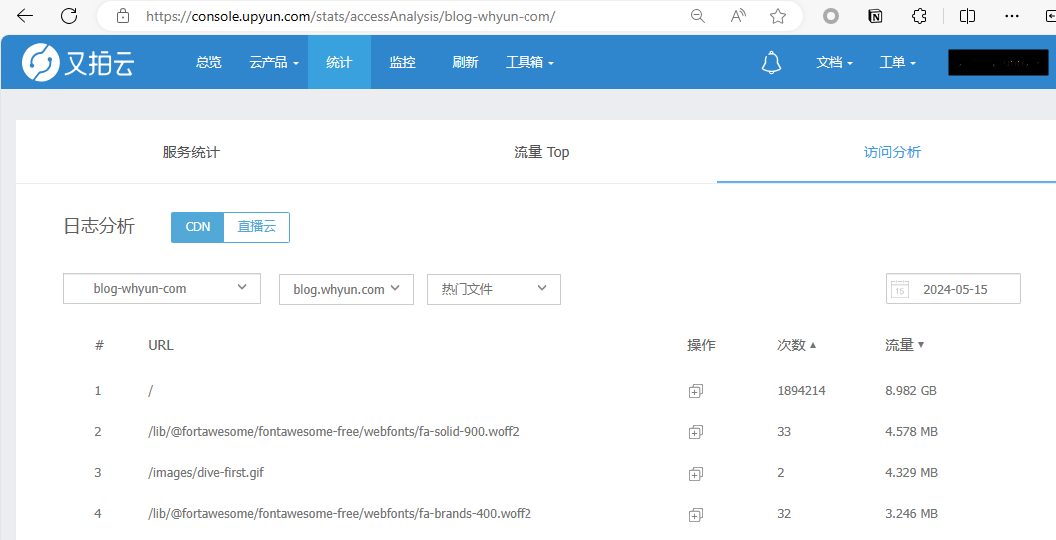 https://console.upyun.com/stats/accessAnalysis/blog-whyun-com/
又拍云 总览 云产品 统计 监控 刷新 工具箱 文档 工单
服务统计 流量 Top 访问分析
日志分析 CDN 直播云
blog-whyun-com blog.whyun.com 热门文件 15 2024-05-15
# URL 操作 次数 流量
1 / 1894214 8.982 GB
2 /lib/@fortawesome/fontawesome-free/webfonts/fa-solid-900.woff2 33 4.578 MB
3 /images/dive-first.gif 2 4.329 MB
4 /lib/@fortawesome/fontawesome-free/webfonts/fa-brands-400.woff2 32 3.246 MB